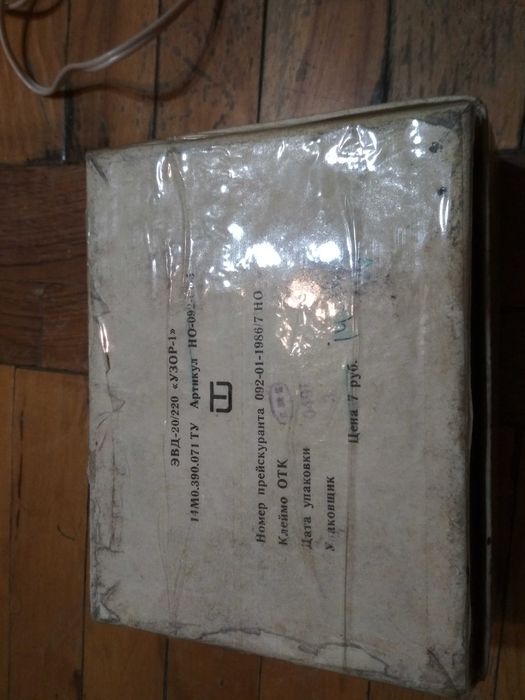 ЭВД-20/220 «УЗОР-1»
14М0.390.071 ТУ Артикул НО-092
Номер прейскуранта 092-01-1986/7 НО
Клеймо ОТК
Дата упаковки
Упаковщик
Цена 7 руб.